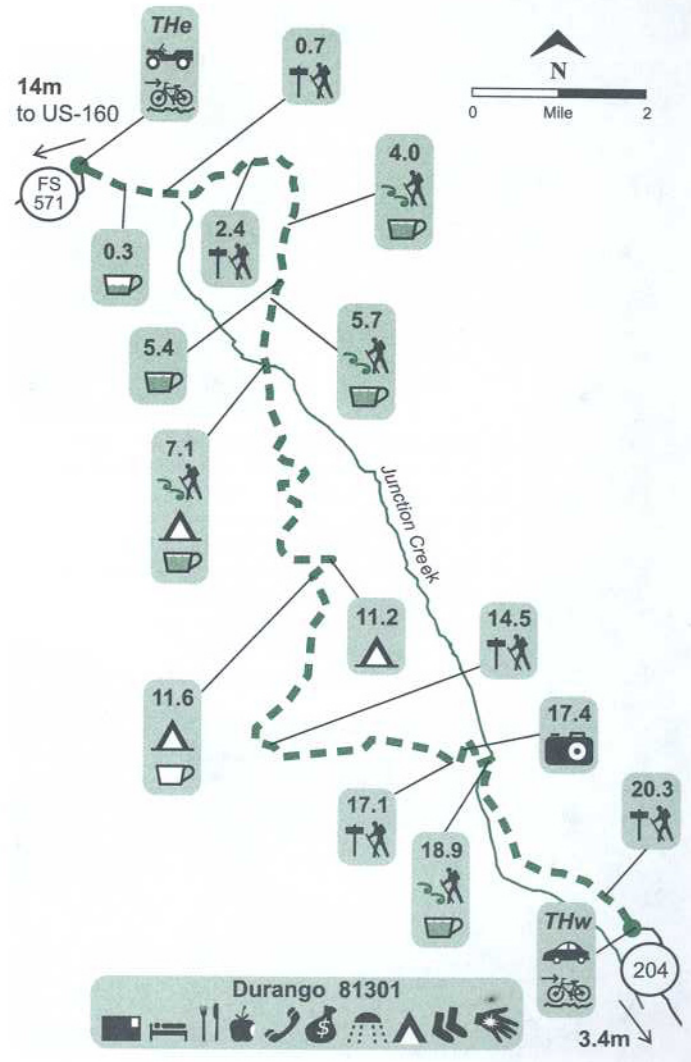 THe
0.7
14m
to US-160
N
0
Mile
2
FS
571
4.0
2.4
0.3
5.7
5.4
7.1
Junction Creek
11.2
14.5
11.6
17.4
17.1
20.3
18.9
THw
204
Durango 81301
$
3.4m